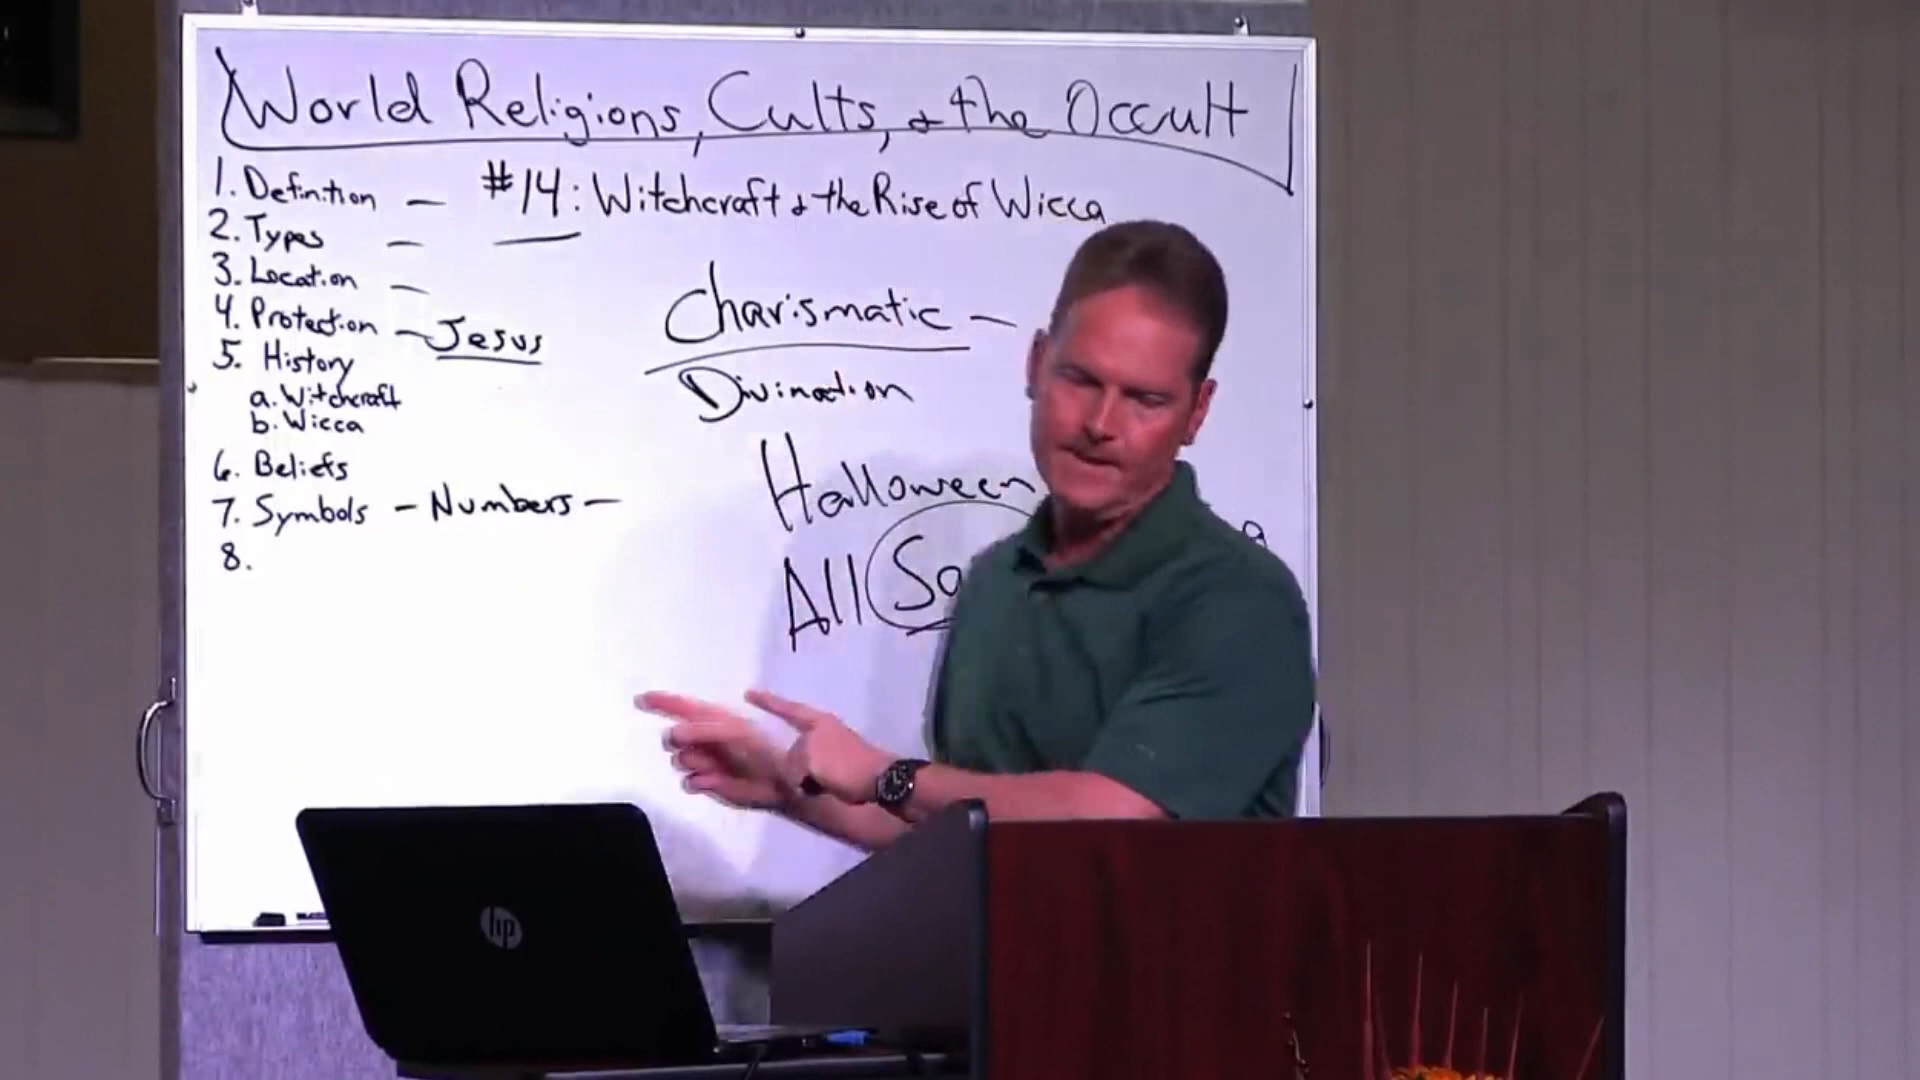 World Religions, Cults, & the Occult
#14: Witchcraft & the Rise of Wicca
1. Definition —
2. Types —
3. Location —
4. Protection — Jesus
5. History
a. Witchcraft
b. Wicca
6. Beliefs
7. Symbols — Numbers —
8.
Charismatic —
Divination
Halloween
All
hp